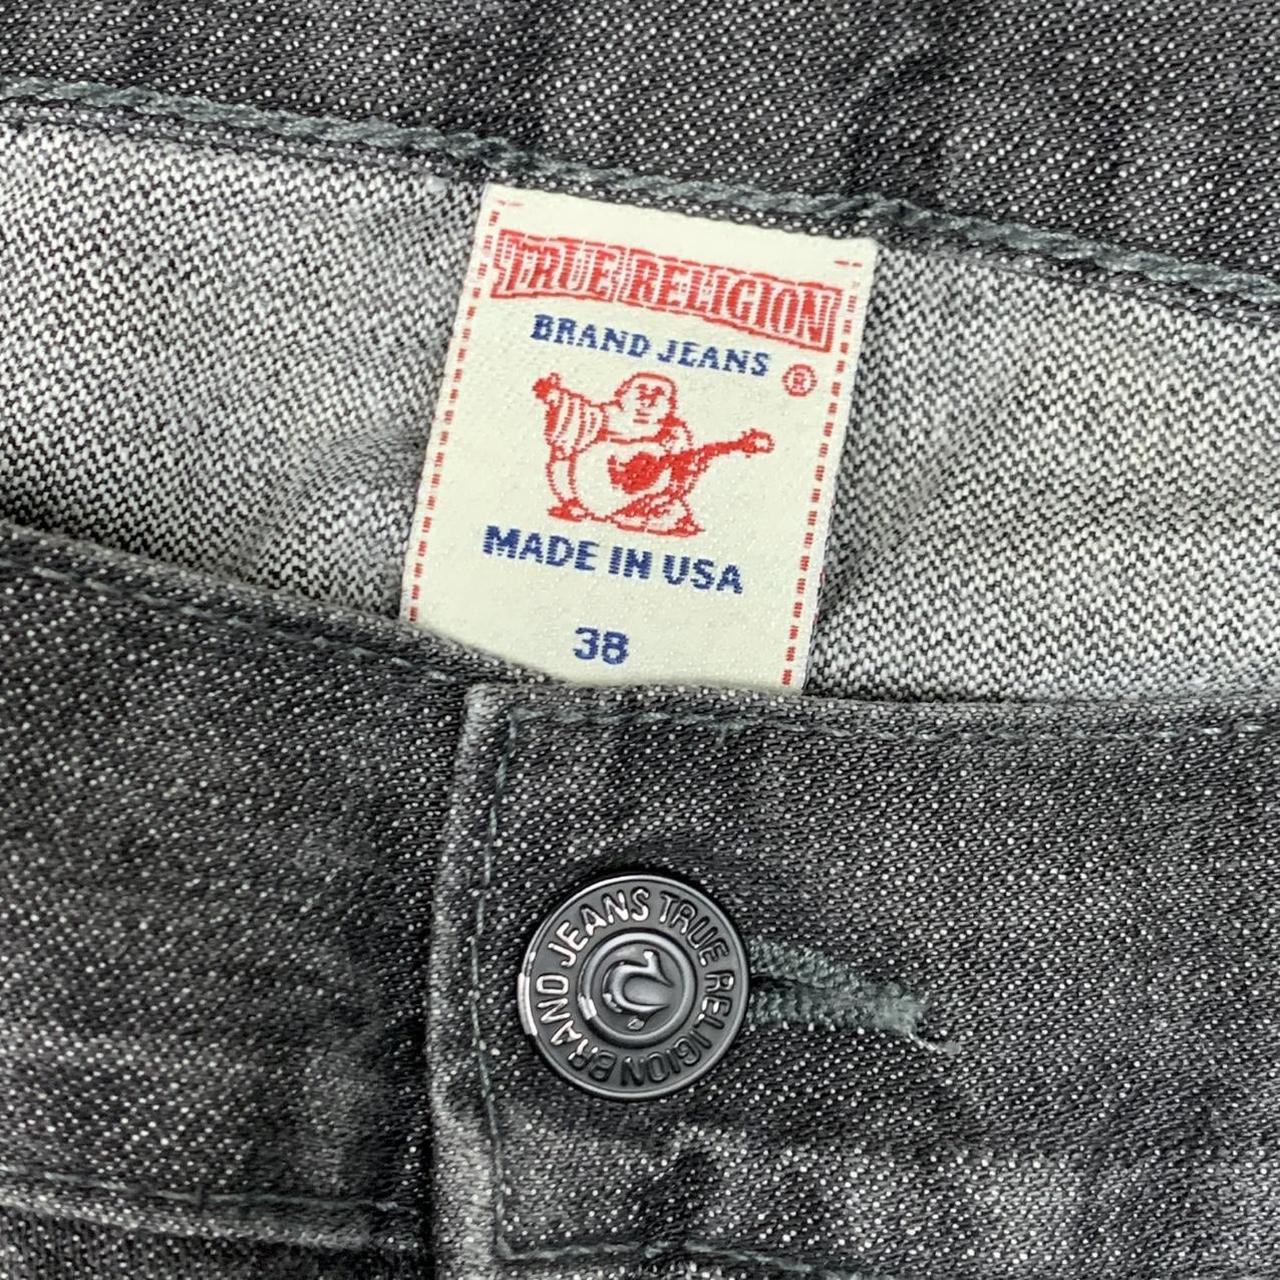 TRUE RELIGION
BRAND JEANS ®
MADE IN USA
38
TRUE RELIGION BRAND JEANS